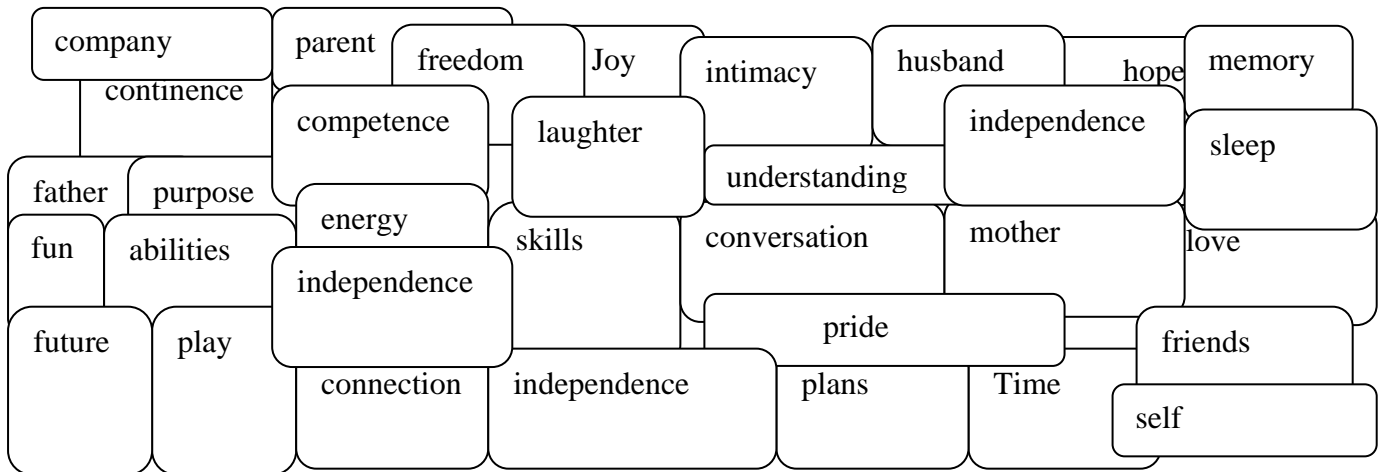 company
parent
freedom
Joy
intimacy
husband
hope
memory
continence
competence
laughter
independence
sleep
father
purpose
understanding
energy
fun
abilities
skills
conversation
mother
love
independence
future
play
pride
friends
connection
independence
plans
Time
self